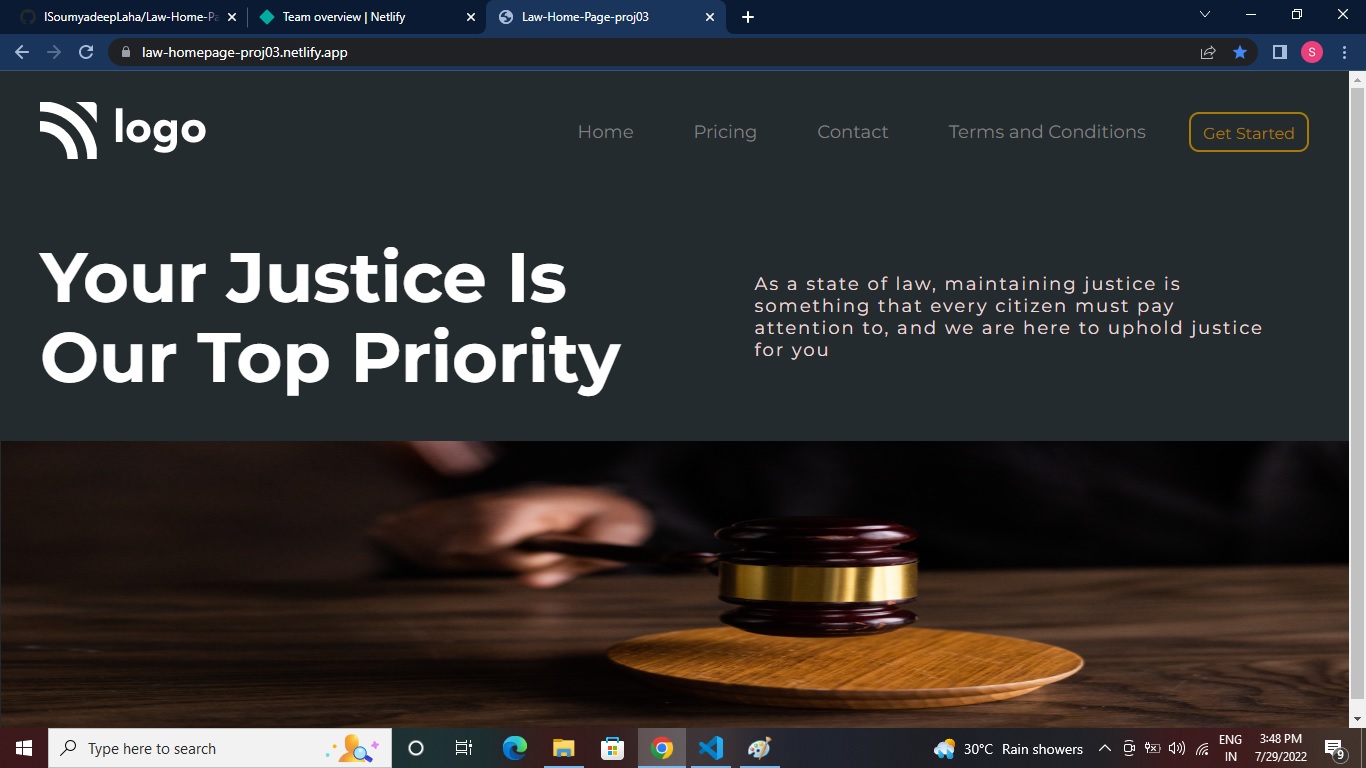 ISoumyadeepLaha/Law-Home-Pa
Team overview | Netlify
Law-Home-Page-proj03
law-homepage-proj03.netlify.app
S
logo
Home
Pricing
Contact
Terms and Conditions
Get Started
Your Justice Is
Our Top Priority
As a state of law, maintaining justice is
something that every citizen must pay
attention to, and we are here to uphold justice
for you
Type here to search
30°C Rain showers
ENG
IN
3:48 PM
7/29/2022
9